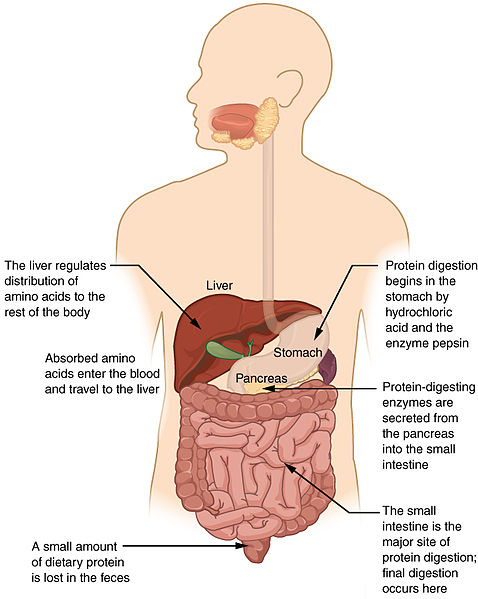 The liver regulates
distribution of
amino acids to the
rest of the body
Liver
Protein digestion
begins in the
stomach by
hydrochloric
acid and the
enzyme pepsin
Absorbed amino
acids enter the blood
and travel to the liver
Stomach
Pancreas
Protein-digesting
enzymes are
secreted from
the pancreas
into the small
intestine
The small
intestine is the
major site of
protein digestion;
final digestion
occurs here
A small amount
of dietary protein
is lost in the feces